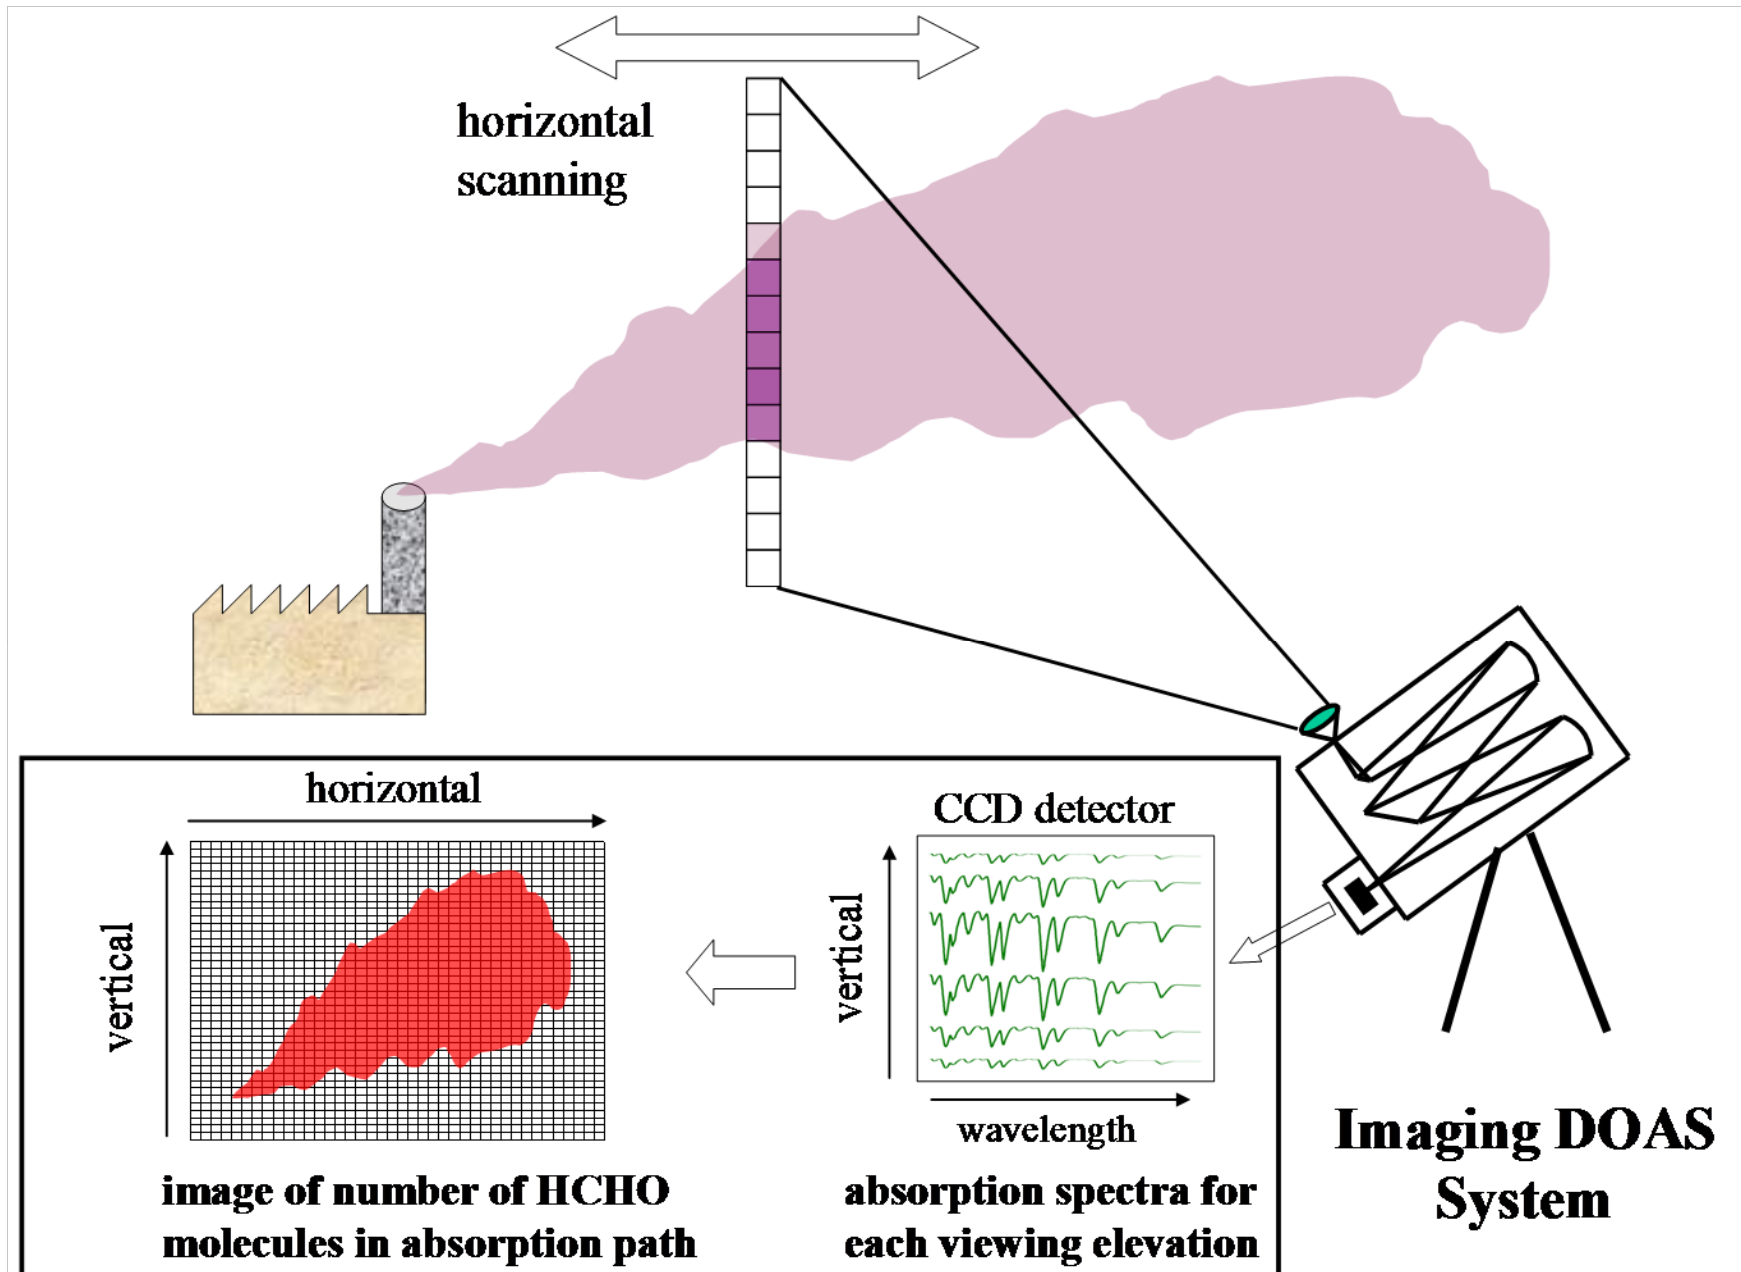 horizontal
scanning
horizontal
vertical
CCD detector
vertical
wavelength
image of number of HCHO
molecules in absorption path
absorption spectra for
each viewing elevation
Imaging DOAS
System